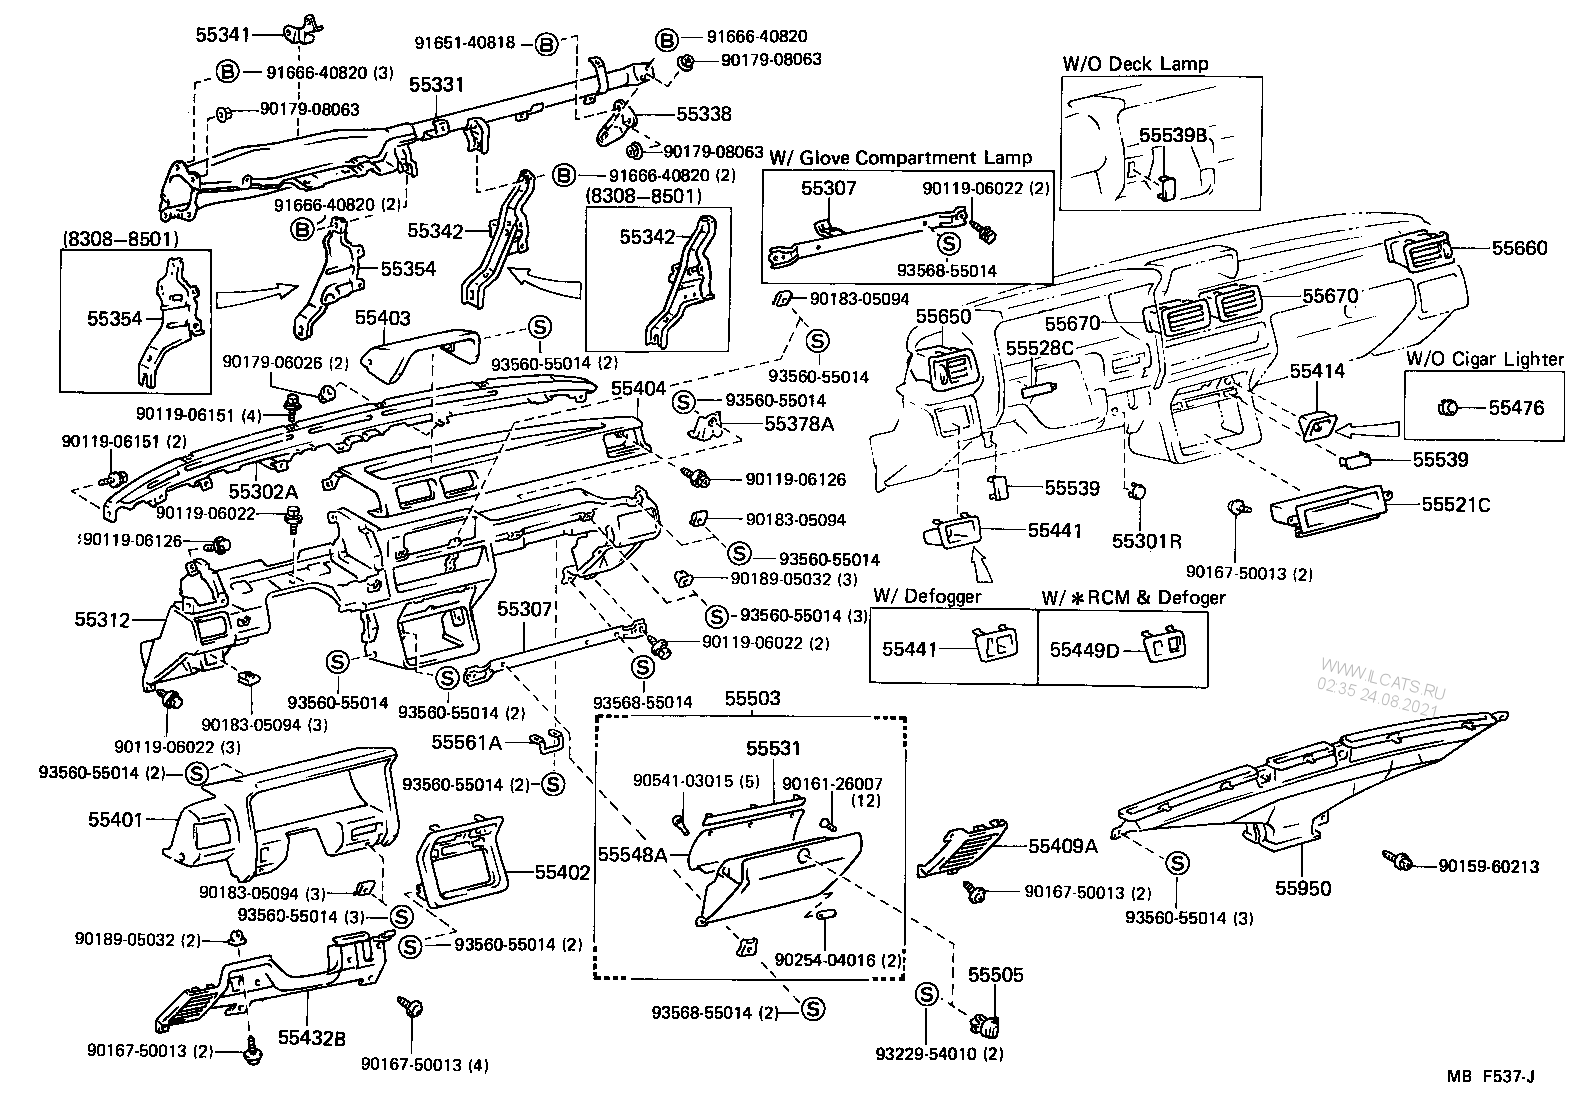 55341
91651-40818
B
B
91666-40820
90179-08063
W/O Deck Lamp
B
91666-40820 (3)
55331
90179-08063
55338
55539B
90179-08063
W/ Glove Compartment Lamp
B
91666-40820 (2)
(8308-8501)
55307
90119-06022 (2)
91666-40820 (2)
B
55342
55342
S
93568-55014
(8308-8501)
55354
55354
55660
90183-05094
55670
55670
55650
55403
S
93560-55014 (2)
S
93560-55014
55528C
W/O Cigar Lighter
55414
55476
90179-06026 (2)
55404
S
93560-55014
55378A
90119-06151 (4)
90119-06151 (2)
55302A
90119-06022
90119-06126
55539
55539
55521C
90183-05094
:90119-06126
S
93560-55014
55441
55301R
90167-50013 (2)
90189-05032 (3)
55312
55307
S
93560-55014 (3)
90119-06022 (2)
W/ Defogger
W/ *RCM & Defoger
55441
55449D
S
93560-55014
S
93560-55014 (2)
S
93568-55014
55503
90183-05094 (3)
90119-06022 (3)
WWW.ILCATS.RU
02:35 24.08.2021
55561A
93560-55014 (2)
S
93560-55014 (2)
S
55531
90541-03015 (5)
90161-26007
(12)
55401
55548A
55402
55409A
90159-60213
55950
S
93560-55014 (3)
90167-50013 (2)
90183-05094 (3)
93560-55014 (3)
S
90189-05032 (2)
S
93560-55014 (2)
90254-04016 (2)
55505
93568-55014 (2)
S
S
93229-54010 (2)
55432B
90167-50013 (2)
90167-50013 (4)
MB F537-J